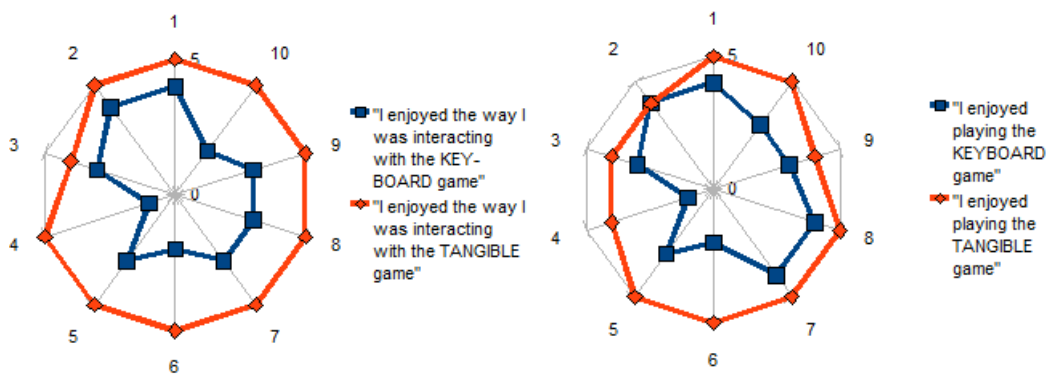 1
2
10
5
3
9
0
4
8
5
7
6
"I enjoyed the way I
was interacting
with the KEY-
BOARD game"
"I enjoyed the way I
was interacting
with the TANGIBLE
game"
1
2
10
5
3
9
0
4
8
5
7
6
"I enjoyed
playing the
KEYBOARD
game"
"I enjoyed
playing the
TANGIBLE
game"